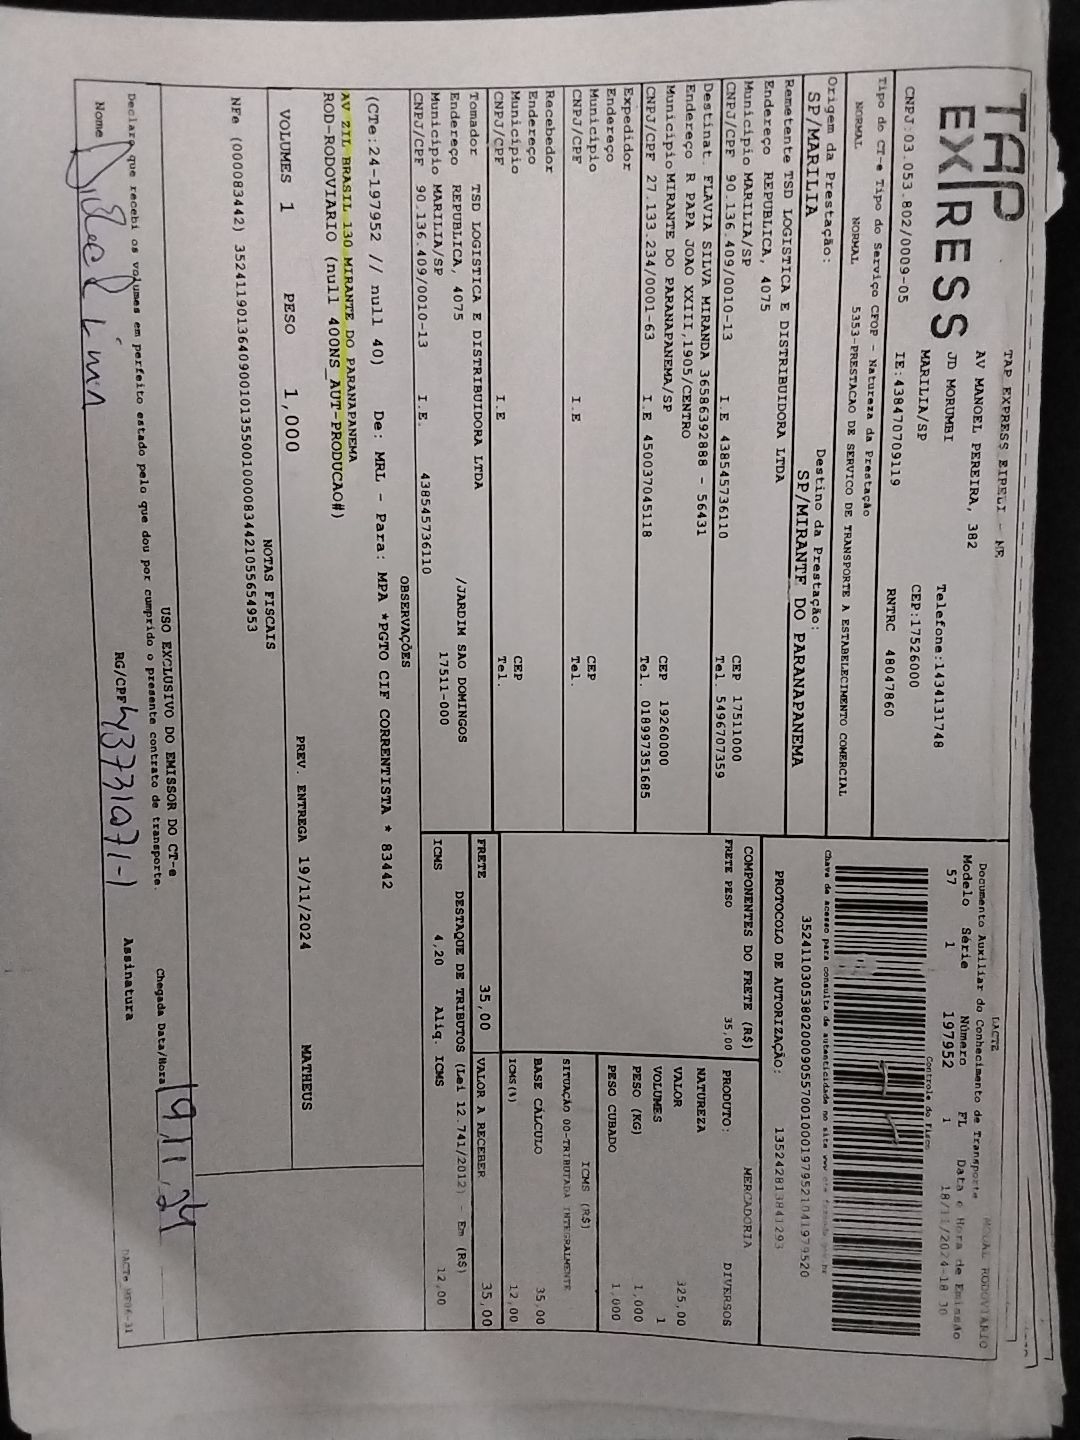 TAP
EXPRESS
TAP EXPRESS EIRELI - ME
AV MANOEL PEREIRA, 382
JD MORUMBI
MARILIA/SP
Telefone:1434131748
CEP:17526000
CNPJ:03.053.802/0009-05 IE:438470709119 RNTRC 48047860
Tipo do CT-e Tipo do Serviço CFOP - Natureza da Prestação
NORMAL NORMAL 5353-PRESTACAO DE SERVICO DE TRANSPORTE A ESTABELECIMENTO COMERCIAL
Origem da Prestação: Destino da Prestação:
SP/MARILIA SP/MIRANTE DO PARANAPANEMA
Remetente TSD LOGISTICA E DISTRIBUIDORA LTDA
Endereço REPUBLICA, 4075
Município MARILIA/SP CEP 17511000
CNPJ/CPF 90.136.409/0010-13 I.E 438545736110 Tel. 5496707359
Destinat. FLAVIA SILVA MIRANDA 36586392888 - 56431
Endereço R PAPA JOAO XXIII,1905/CENTRO
Município MIRANTE DO PARANAPANEMA/SP CEP 19260000
CNPJ/CPF 27.133.234/0001-63 I.E 450037045118 Tel. 018997351685
Expedidor
Endereço
Município CEP
CNPJ/CPF I.E Tel.
Recebedor
Endereço
Município CEP
CNPJ/CPF I.E Tel.
Tomador TSD LOGISTICA E DISTRIBUIDORA LTDA
Endereço REPUBLICA, 4075 /JARDIM SAO DOMINGOS
Município MARILIA/SP 17511-000
CNPJ/CPF 90.136.409/0010-13 I.E. 438545736110
DACTE
Documento Auxiliar do Conhecimento de Transporte MODAL RODOVIARIO
Modelo Série Número FL Data e Hora de Emissão
57 1 197952 1 18/11/2024-18 30
Controle do Fisco
Chave de acesso para consulta de autenticidade no site
PROTOCOLO DE AUTORIZAÇÃO: 135242813841293
COMPONENTES DO FRETE (R$)
FRETE PESO 35,00
PRODUTO: MERCADORIA
NATUREZA DIVERSOS
VALOR 325,00
VOLUMES 1
PESO (KG) 1,000
PESO CUBADO 1,000
ICMS (R$)
SITUAÇÃO 00-TRIBUTADA INTEGRALMENTE
BASE CÁLCULO 35,00
ICMS(%) 12,00
FRETE 35,00 VALOR A RECEBER 35,00
DESTAQUE DE TRIBUTOS (Lei 12.741/2012) - Em (R$)
ICMS 4,20 Aliq. ICMS 12,00
OBSERVAÇÕES
(CTe:24-197952 // null 40) De: MRL - Para: MPA *PGTO CIF CORRENTISTA * 83442
AV ZIL BRASIL 130 MIRANTE DO PARANAPANEMA
ROD-RODOVIARIO (null 400NS_AUT-PRODUCAO#)
VOLUMES 1 PESO 1,000 PREV. ENTREGA 19/11/2024 MATHEUS
NOTAS FISCAIS
NFe (000083442)
USO EXCLUSIVO DO EMISSOR DO CT-e
Declaro que recebi os volumes em perfeito estado pelo que dou por cumprido o presente contrato de transporte.
Chegada Data/Hora 19/11/24
Nome RG/CPF Assinatura